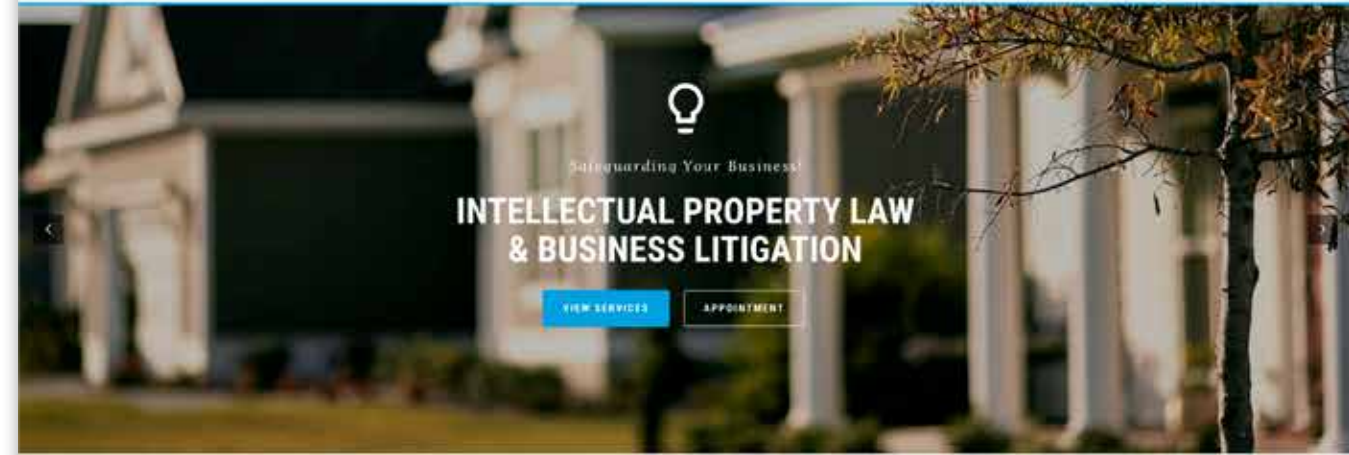 Safeguarding Your Business!
INTELLECTUAL PROPERTY LAW
& BUSINESS LITIGATION
VIEW SERVICES
APPOINTMENT